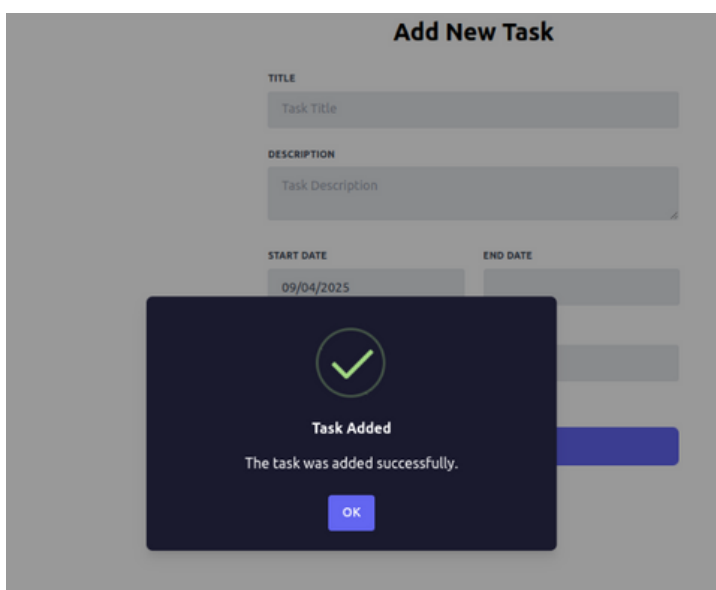 Add New Task
TITLE
Task Title
DESCRIPTION
Task Description
START DATE END DATE
09/04/2025
Task Added
The task was added successfully.
OK